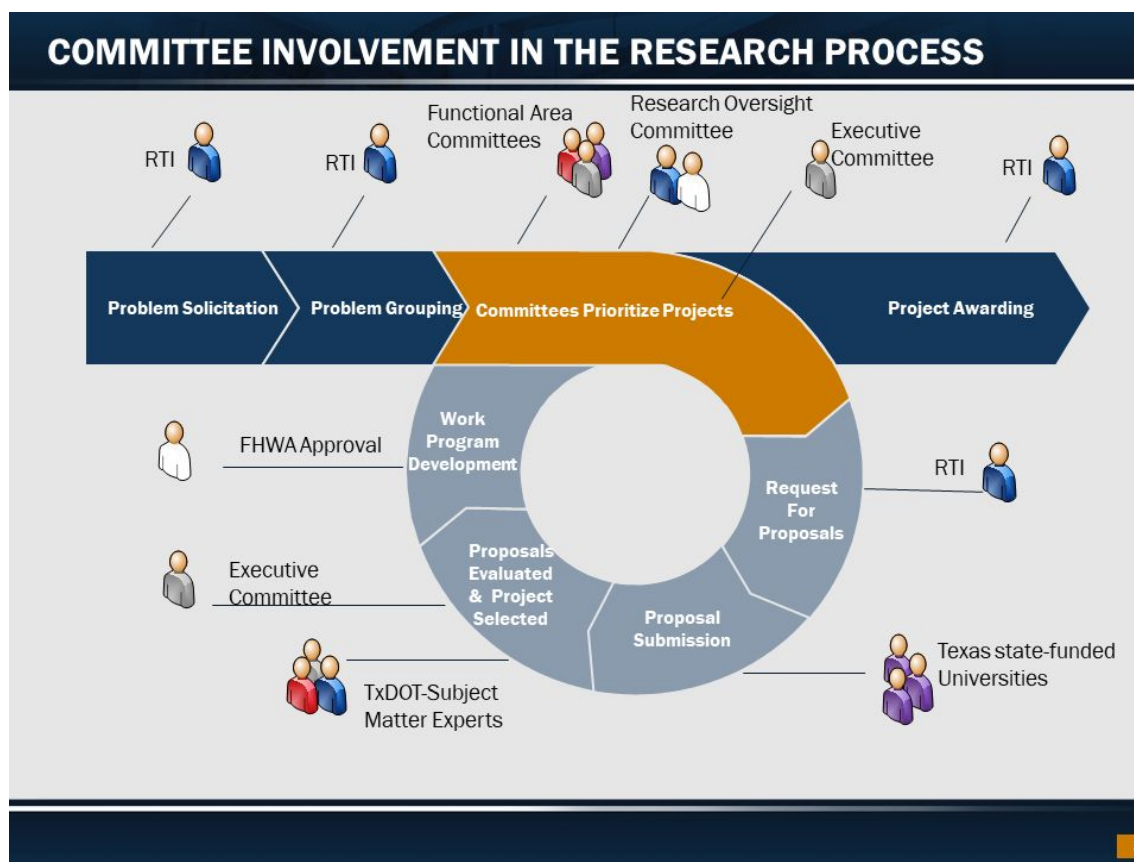 COMMITTEE INVOLVEMENT IN THE RESEARCH PROCESS
RTI
RTI
Functional Area
Committees
Research Oversight
Committee
Executive
Committee
RTI
Problem Solicitation
Problem Grouping
Committees Prioritize Projects
Project Awarding
Work
Program
Development
FHWA Approval
Request
For
Proposals
RTI
Proposals
Evaluated
& Project
Selected
Executive
Committee
Proposal
Submission
Texas state-funded
Universities
TxDOT-Subject
Matter Experts